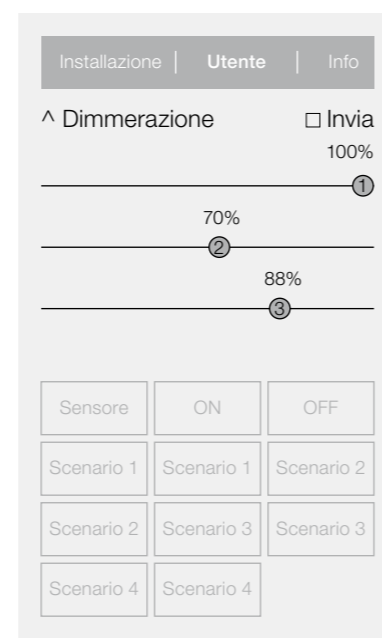 Installazione | Utente | Info
^ Dimmerazione □ Invia
100%
1
70%
2
88%
3
Sensore ON OFF
Scenario 1 Scenario 1 Scenario 2
Scenario 2 Scenario 3 Scenario 3
Scenario 4 Scenario 4